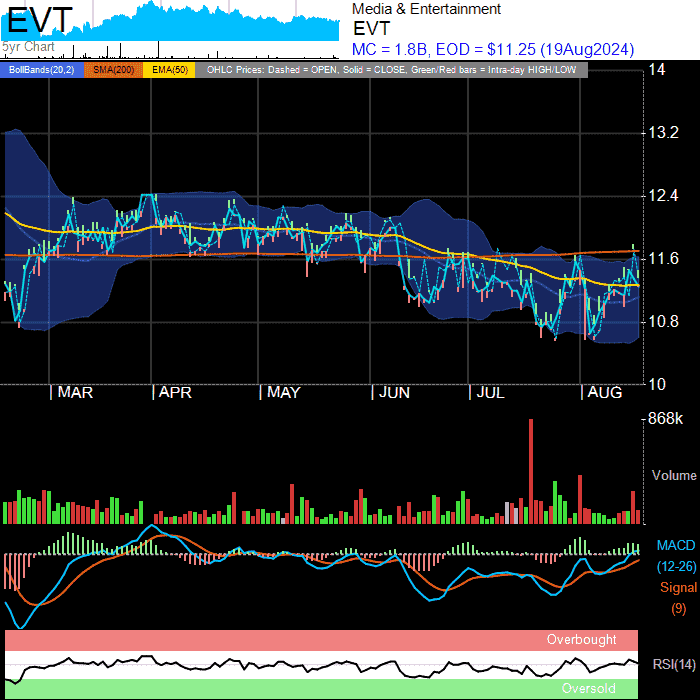 EVT
5yr Chart
Media & Entertainment
EVT
MC = 1.8B, EOD = $11.25 (19Aug2024)
BollBands(20,2) SMA(200) EMA(50) OHLC Prices: Dashed = OPEN, Solid = CLOSE, Green/Red bars = Intra-day HIGH/LOW
14
13.2
12.4
11.6
10.8
10
MAR APR MAY JUN JUL AUG
868k
Volume
MACD
(12-26)
Signal
(9)
Overbought
RSI(14)
Oversold